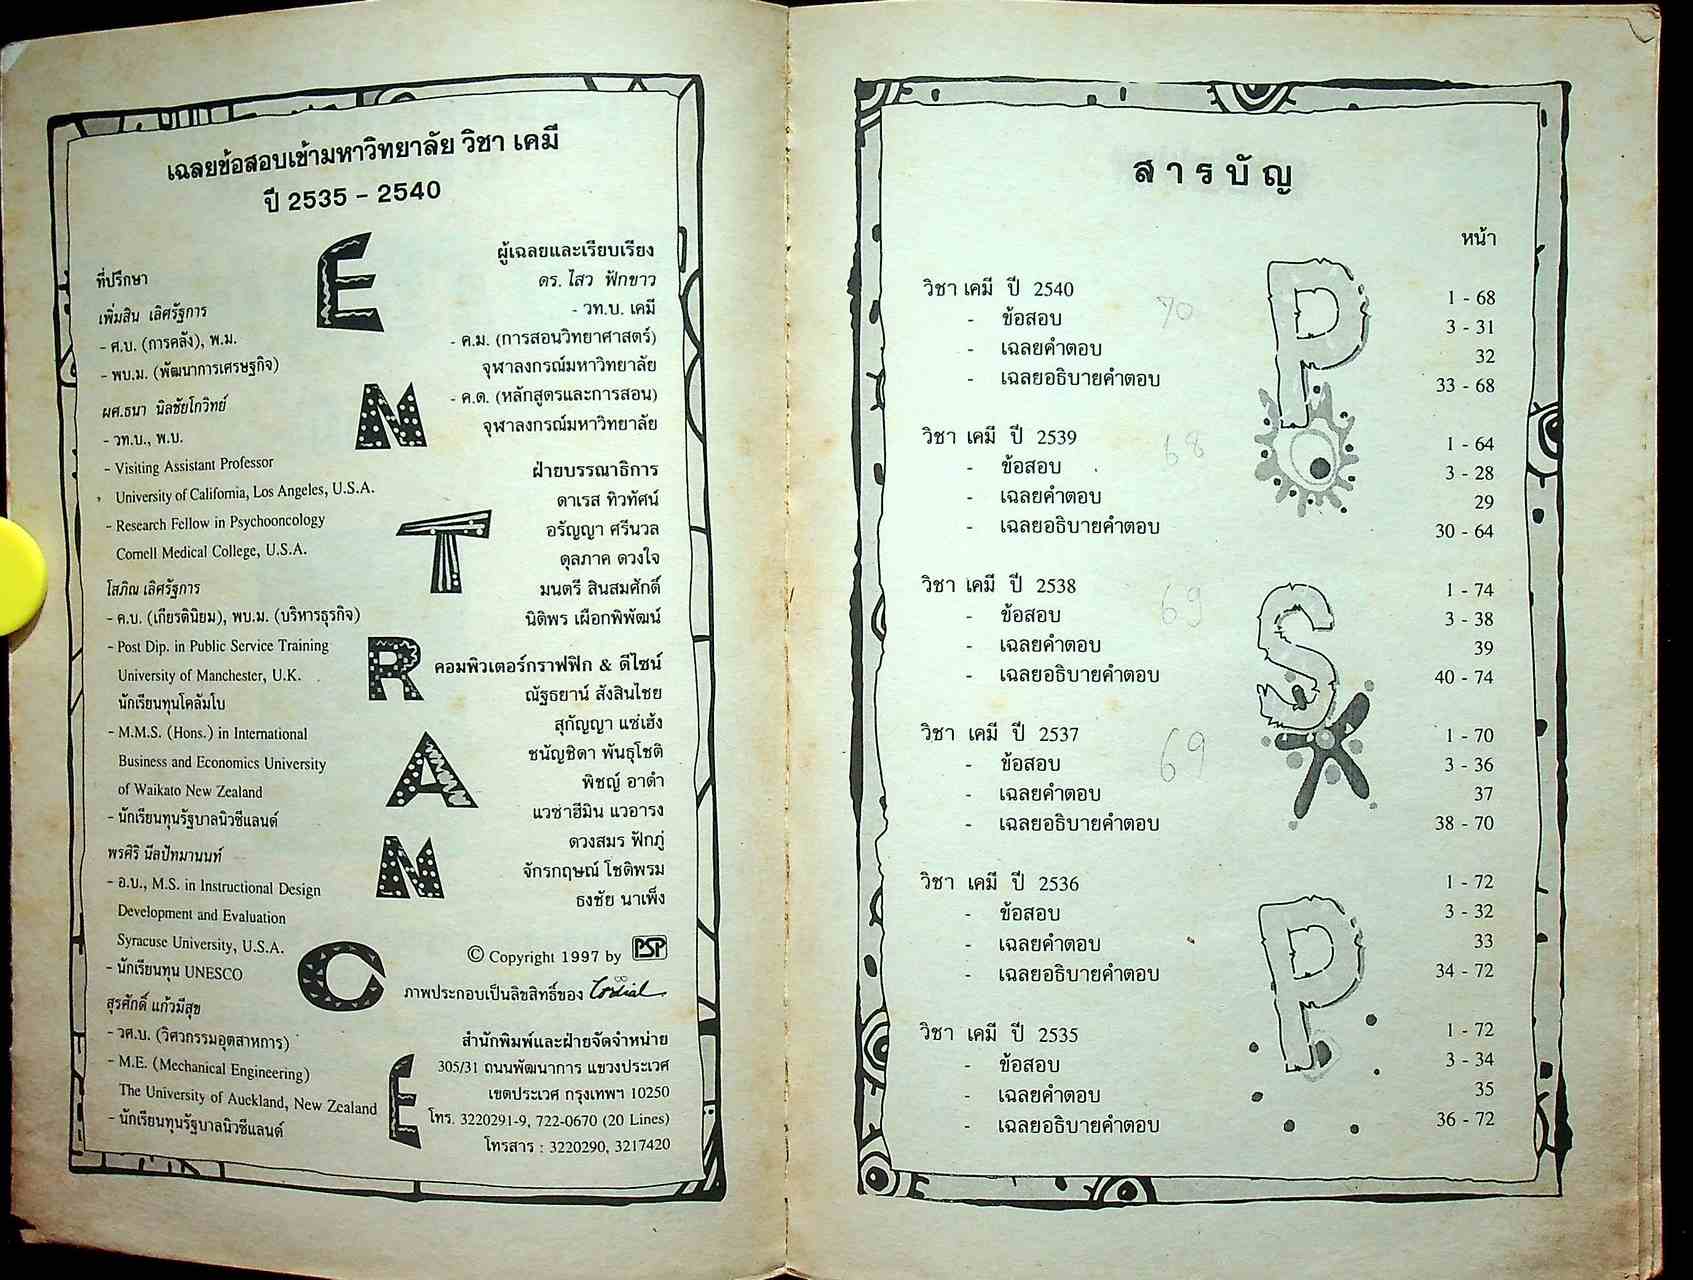 เฉลยข้อสอบเข้ามหาวิทยาลัย วิชา เคมี
ปี 2535 - 2540
ที่ปรึกษา
เพิ่มสิน เลิศรัฐการ
- ศ.บ. (การคลัง), พ.ม.
- พบ.ม. (พัฒนาการเศรษฐกิจ)
ผศ.ธนา นิลชัยโกวิทย์
- วท.บ., พ.บ.
- Visiting Assistant Professor
University of California, Los Angeles, U.S.A.
- Research Fellow in Psychooncology
Cornell Medical College, U.S.A.
โสภิณ เลิศรัฐการ
- ค.บ. (เกียรตินิยม), พบ.ม. (บริหารธุรกิจ)
- Post Dip. in Public Service Training
University of Manchester, U.K.
นักเรียนทุนโคลัมโบ
- M.M.S. (Hons.) in International
Business and Economics University
of Waikato New Zealand
- นักเรียนทุนรัฐบาลนิวซีแลนด์
พรศิริ นีลปัทมานนท์
- อ.บ., M.S. in Instructional Design
Development and Evaluation
Syracuse University, U.S.A.
- นักเรียนทุน UNESCO
สุรศักดิ์ แก้วมีสุข
- วศ.บ. (วิศวกรรมอุตสาหการ)
- M.E. (Mechanical Engineering)
The University of Auckland, New Zealand
- นักเรียนทุนรัฐบาลนิวซีแลนด์
E
N
T
R
A
N
C
E
ผู้เฉลยและเรียบเรียง
ดร. ไสว ฟักขาว
- วท.บ. เคมี
- ค.ม. (การสอนวิทยาศาสตร์)
จุฬาลงกรณ์มหาวิทยาลัย
- ค.ด. (หลักสูตรและการสอน)
จุฬาลงกรณ์มหาวิทยาลัย
ฝ่ายบรรณาธิการ
ดาเรส ทิวทัศน์
อรัญญา ศรีนวล
ดุลภาค ดวงใจ
มนตรี สินสมศักดิ์
นิติพร เผือกพิพัฒน์
คอมพิวเตอร์กราฟฟิก & ดีไซน์
ณัฐธยาน์ สังสินไชย
สุกัญญา แซ่เฮ้ง
ชนัญชิดา พันธุโชติ
พิชญ์ อาดำ
แวซาฮีมิน แวอารง
ดวงสมร ฟักภู่
จักรกฤษณ์ โชติพรม
ธงชัย นาเพ็ง
© Copyright 1997 by PSP
ภาพประกอบเป็นลิขสิทธิ์ของ Cordial
สำนักพิมพ์และฝ่ายจัดจำหน่าย
305/31 ถนนพัฒนาการ แขวงประเวศ
เขตประเวศ กรุงเทพฯ 10250
โทร. 3220291-9, 722-0670 (20 Lines)
โทรสาร : 3220290, 3217420
สารบัญ
หน้า
วิชา เคมี ปี 2540 70 1 - 68
- ข้อสอบ 3 - 31
- เฉลยคำตอบ 32
- เฉลยอธิบายคำตอบ 33 - 68
วิชา เคมี ปี 2539 68 1 - 64
- ข้อสอบ 3 - 28
- เฉลยคำตอบ 29
- เฉลยอธิบายคำตอบ 30 - 64
วิชา เคมี ปี 2538 69 1 - 74
- ข้อสอบ 3 - 38
- เฉลยคำตอบ 39
- เฉลยอธิบายคำตอบ 40 - 74
วิชา เคมี ปี 2537 69 1 - 70
- ข้อสอบ 3 - 36
- เฉลยคำตอบ 37
- เฉลยอธิบายคำตอบ 38 - 70
วิชา เคมี ปี 2536 1 - 72
- ข้อสอบ 3 - 32
- เฉลยคำตอบ 33
- เฉลยอธิบายคำตอบ 34 - 72
วิชา เคมี ปี 2535 1 - 72
- ข้อสอบ 3 - 34
- เฉลยคำตอบ 35
- เฉลยอธิบายคำตอบ 36 - 72
P
S
P